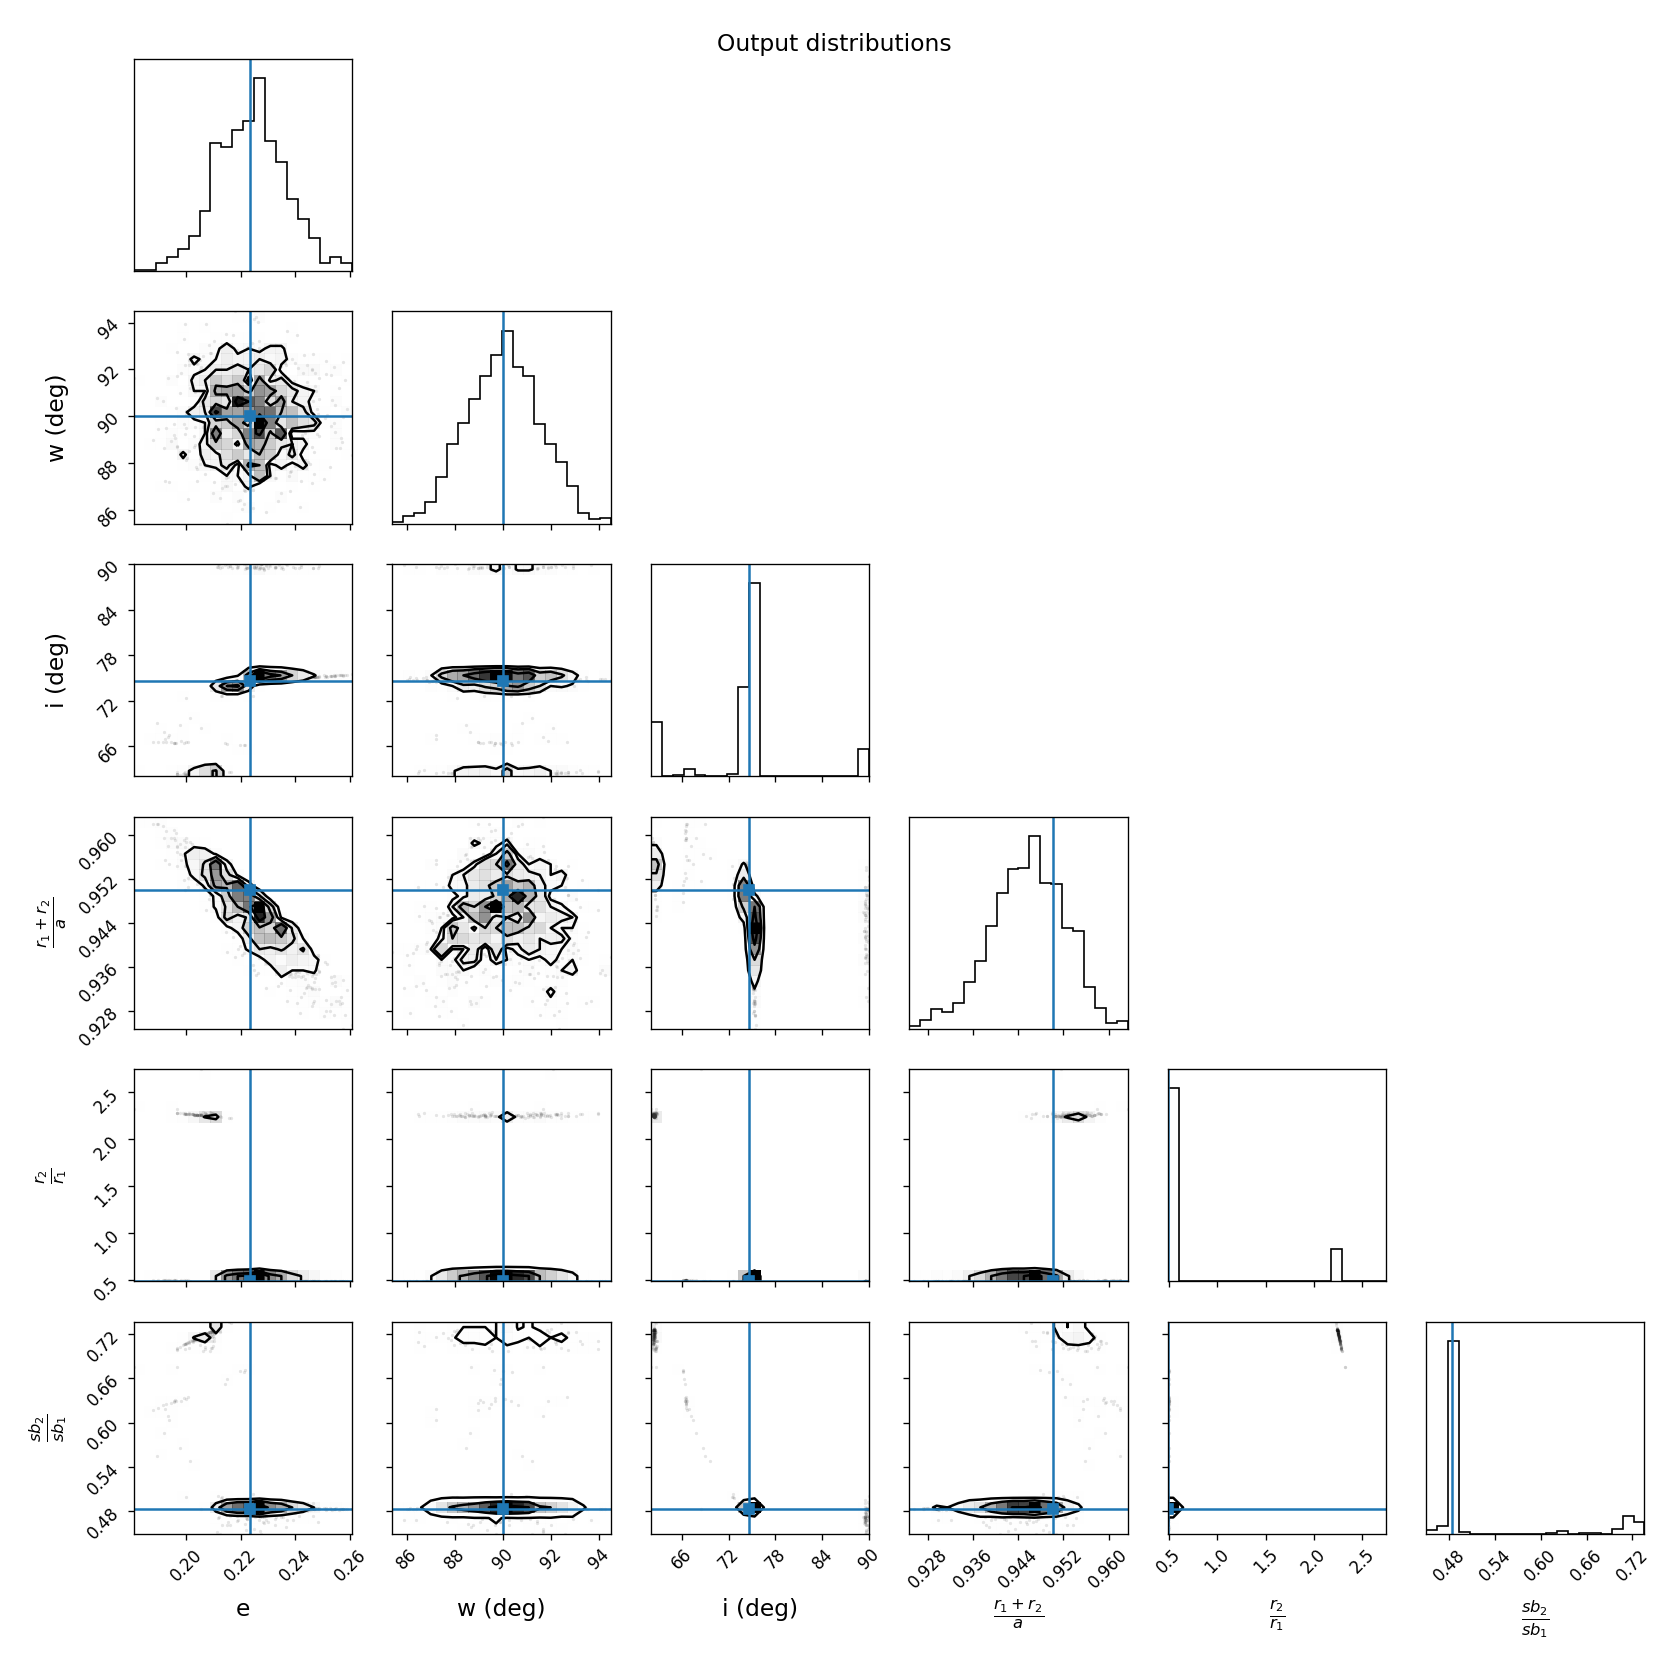 Output distributions
94
92
90
88
86
w (deg)
90
84
78
72
66
i (deg)
0.960
0.952
0.944
0.936
0.928
r₁ + r₂
a
2.5
2.0
1.5
1.0
0.5
r₂
r₁
0.72
0.66
0.60
0.54
0.48
sb₂
sb₁
0.20 0.22 0.24 0.26 86 88 90 92 94 66 72 78 84 90 0.928 0.936 0.944 0.952 0.960 0.5 1.0 1.5 2.0 2.5 0.48 0.54 0.60 0.66 0.72
e w (deg) i (deg)
r₁ + r₂
a
r₂
r₁
sb₂
sb₁